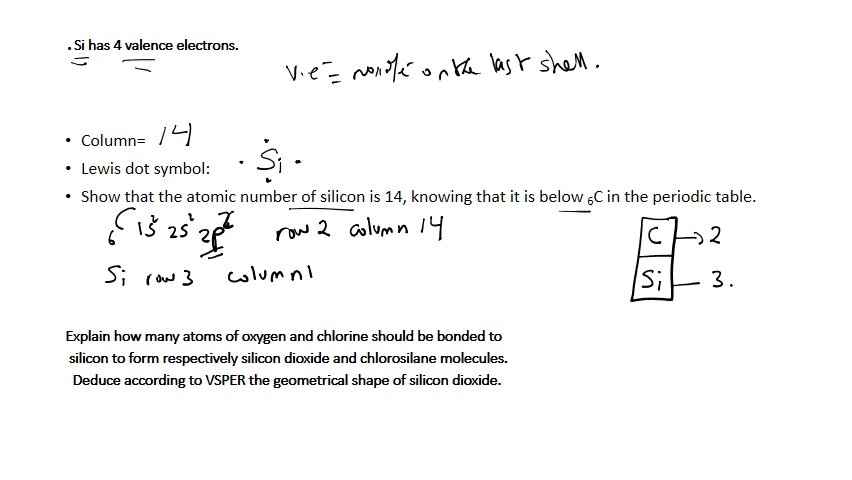 . Si has 4 valence electrons.
v.e⁻ = no of e⁻ on the last shell.
• Column= 14
• Lewis dot symbol: Si
• Show that the atomic number of silicon is 14, knowing that it is below ₆C in the periodic table.
₆C 1s² 2s² 2p² row 2 column 14
C → 2
Si row 3 column 1
Si — 3.
Explain how many atoms of oxygen and chlorine should be bonded to
silicon to form respectively silicon dioxide and chlorosilane molecules.
Deduce according to VSPER the geometrical shape of silicon dioxide.